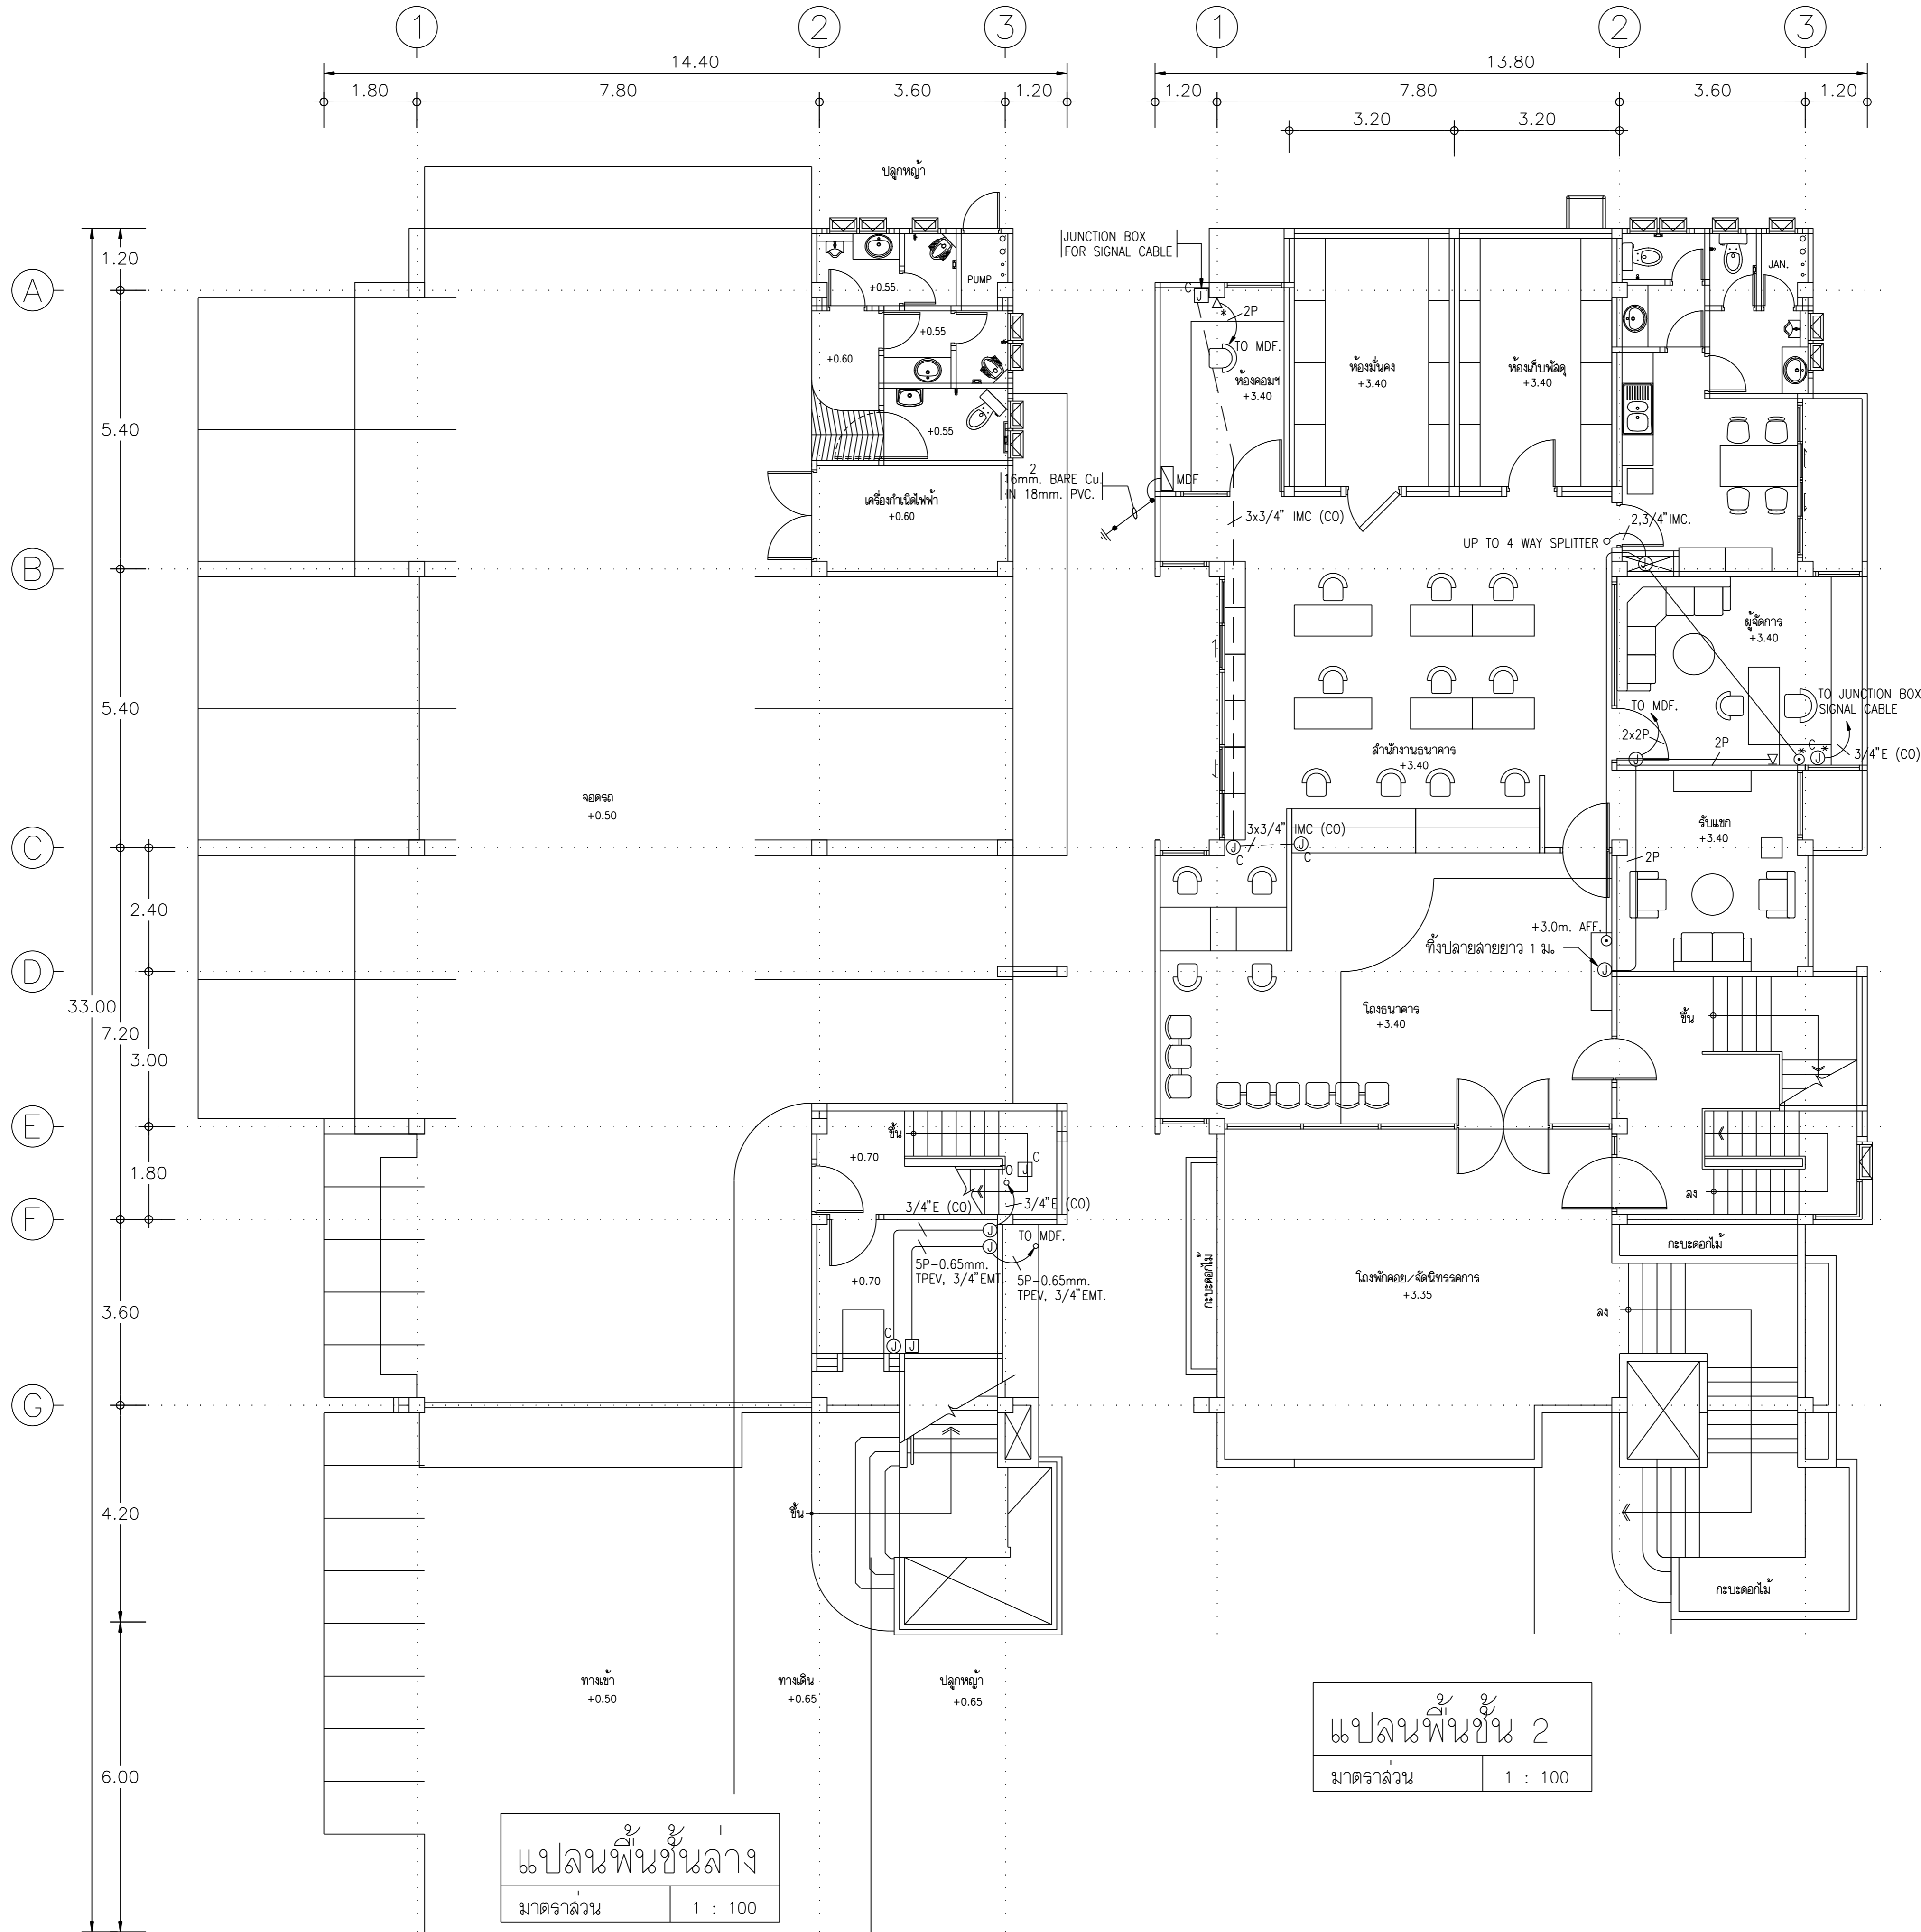 1
2
3
1
2
3
14.40
1.80
7.80
3.60
1.20
13.80
1.20
7.80
3.60
1.20
3.20
3.20
A
B
C
D
E
F
G
33.00
1.20
5.40
5.40
7.20
2.40
3.00
1.80
3.60
4.20
6.00
ปลูกหญ้า
+0.55
PUMP
+0.60
+0.55
+0.55
เครื่องกำเนิดไฟฟ้า
+0.60
จอดรถ
+0.50
ขึ้น
+0.70
TO
J
C
3/4"E (CO)
3/4"E (CO)
J
J
TO MDF.
5P-0.65mm.
TPEV, 3/4"EMT.
5P-0.65mm.
TPEV, 3/4"EMT.
+0.70
C
J
J
ขึ้น
ทางเข้า
+0.50
ทางเดิน
+0.65
ปลูกหญ้า
+0.65
แปลนพื้นชั้นล่าง
มาตราส่วน
1 : 100
JUNCTION BOX
FOR SIGNAL CABLE
C
J
*
2P
TO MDF.
ห้องคอมฯ
+3.40
ห้องมั่นคง
+3.40
ห้องเก็บพัลดุ
+3.40
JAN.
2
16mm. BARE Cu.
IN 18mm. PVC.
MDF
3x3/4" IMC (CO)
2,3/4"IMC.
UP TO 4 WAY SPLITTER
J
ผู้จัดการ
+3.40
TO JUNCTION BOX
SIGNAL CABLE
TO MDF.
2x2P
J
2P
*
C
*
J
3/4"E (CO)
สำนักงานธนาคาร
+3.40
3x3/4" IMC (CO)
J
C
J
C
รับแขก
+3.40
2P
+3.0m. AFF.
ทิ้งปลายสายยาว 1 ม.
J
โถงธนาคาร
+3.40
ขึ้น
ลง
กะบะดอกไม้
กะบะดอกไม้
โถงพักคอย/จัดนิทรรศการ
+3.35
ลง
กะบะดอกไม้
แปลนพื้นชั้น 2
มาตราส่วน
1 : 100